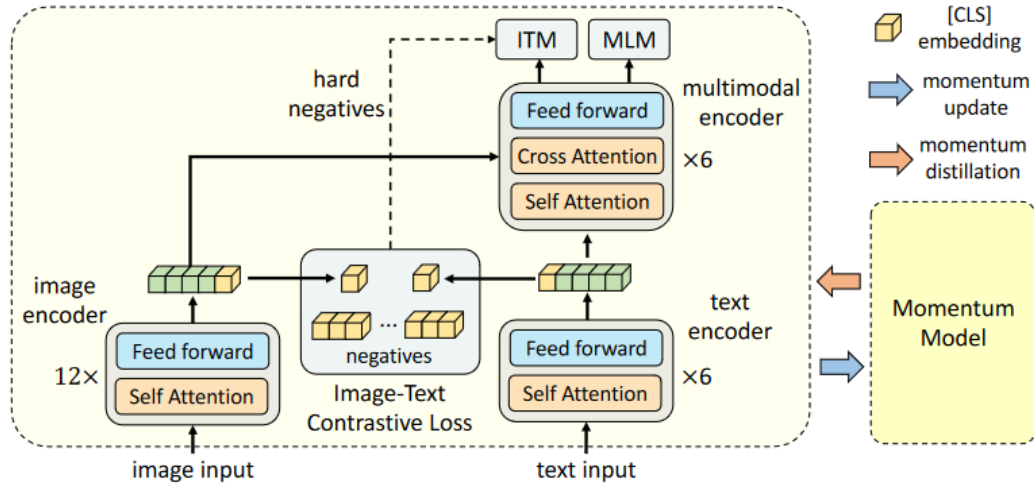 ITM
MLM
[CLS]
embedding
hard
negatives
Feed forward
Cross Attention
Self Attention
multimodal
encoder
×6
momentum
update
momentum
distillation
image
encoder
12×
Feed forward
Self Attention
...
negatives
Image-Text
Contrastive Loss
text
encoder
Feed forward
Self Attention
×6
Momentum
Model
image input
text input